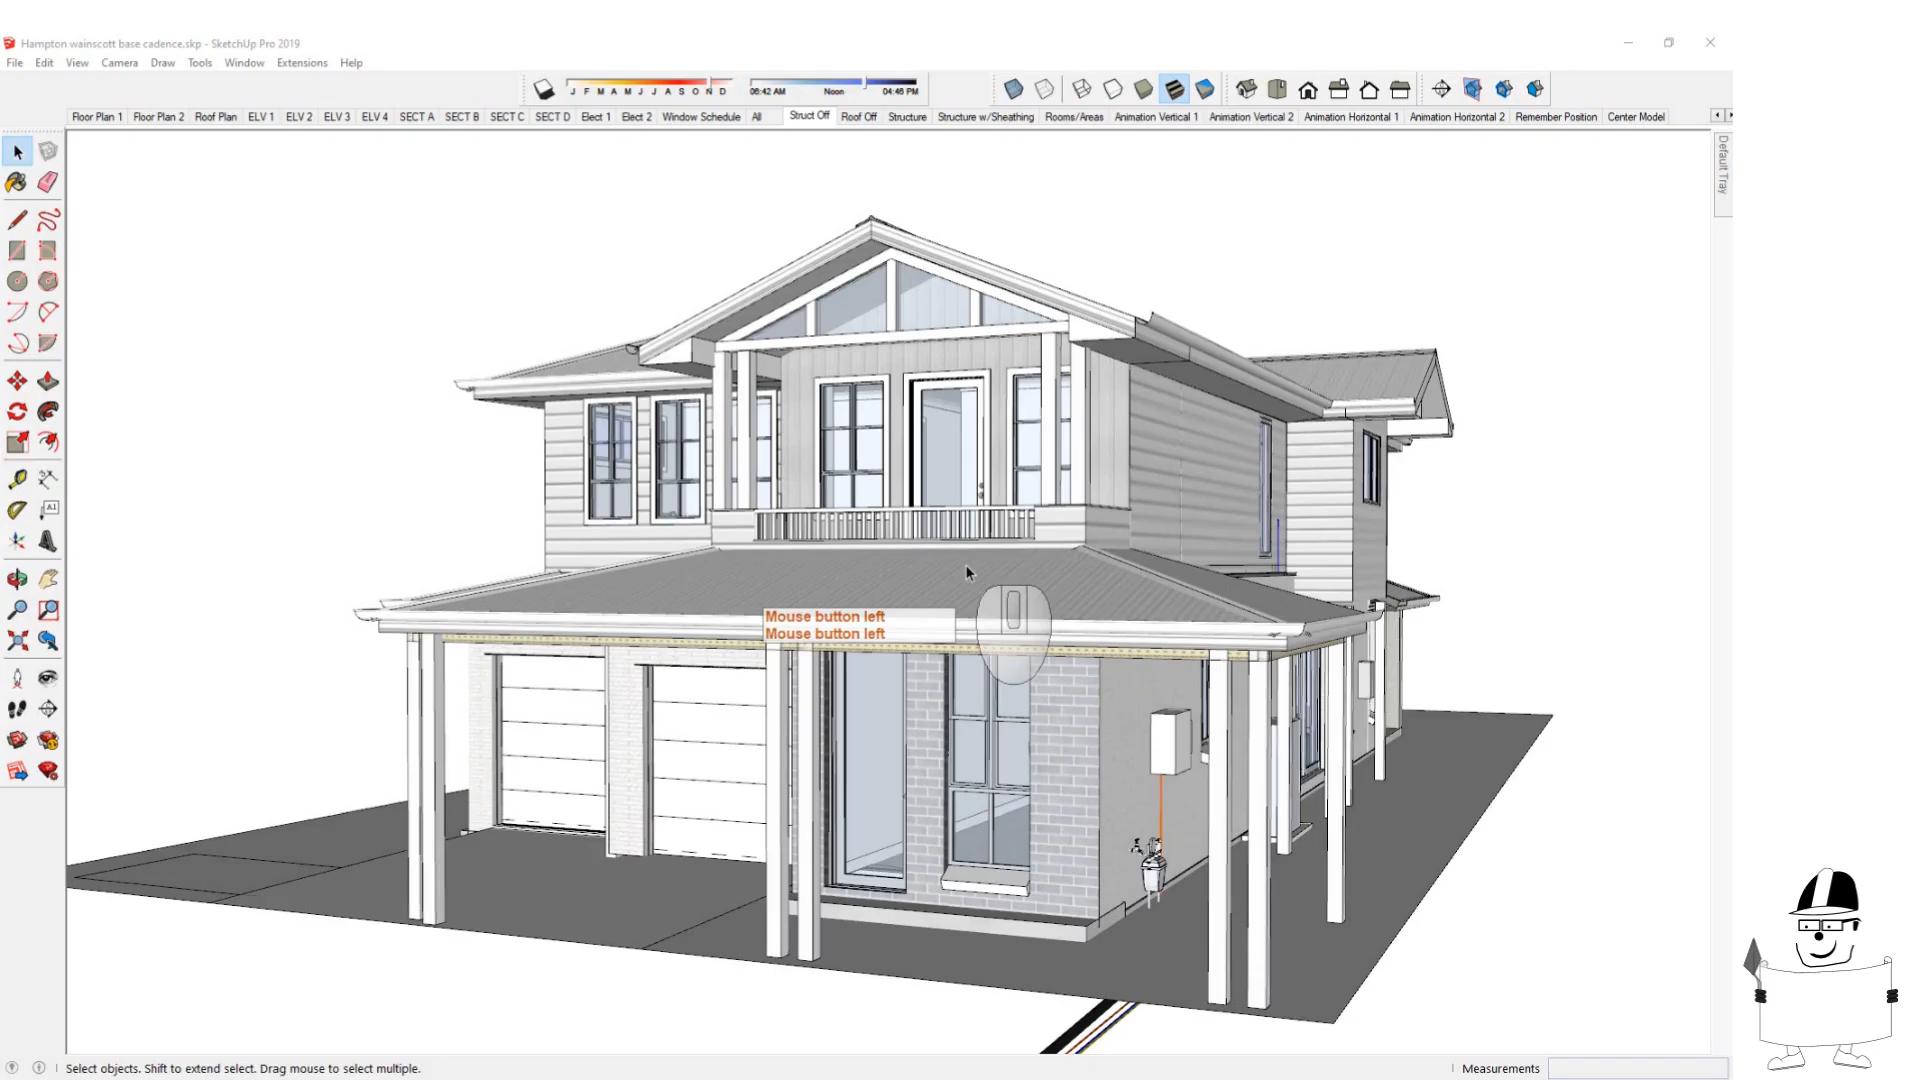 Hampton wainscott base cadence.skp - SketchUp Pro 2019
File Edit View Camera Draw Tools Window Extensions Help
J F M A M J J A S O N D 06:42 AM Noon 04:46 PM
Floor Plan 1 Floor Plan 2 Roof Plan ELV 1 ELV 2 ELV 3 ELV 4 SECT A SECT B SECT C SECT D Elect 1 Elect 2 Window Schedule All Struct Off Roof Off Structure Structure w/Sheathing Rooms/Areas Animation Vertical 1 Animation Vertical 2 Animation Horizontal 1 Animation Horizontal 2 Remember Position Center Model
Default Tray
A1
Mouse button left
Mouse button left
Select objects. Shift to extend select. Drag mouse to select multiple.
Measurements